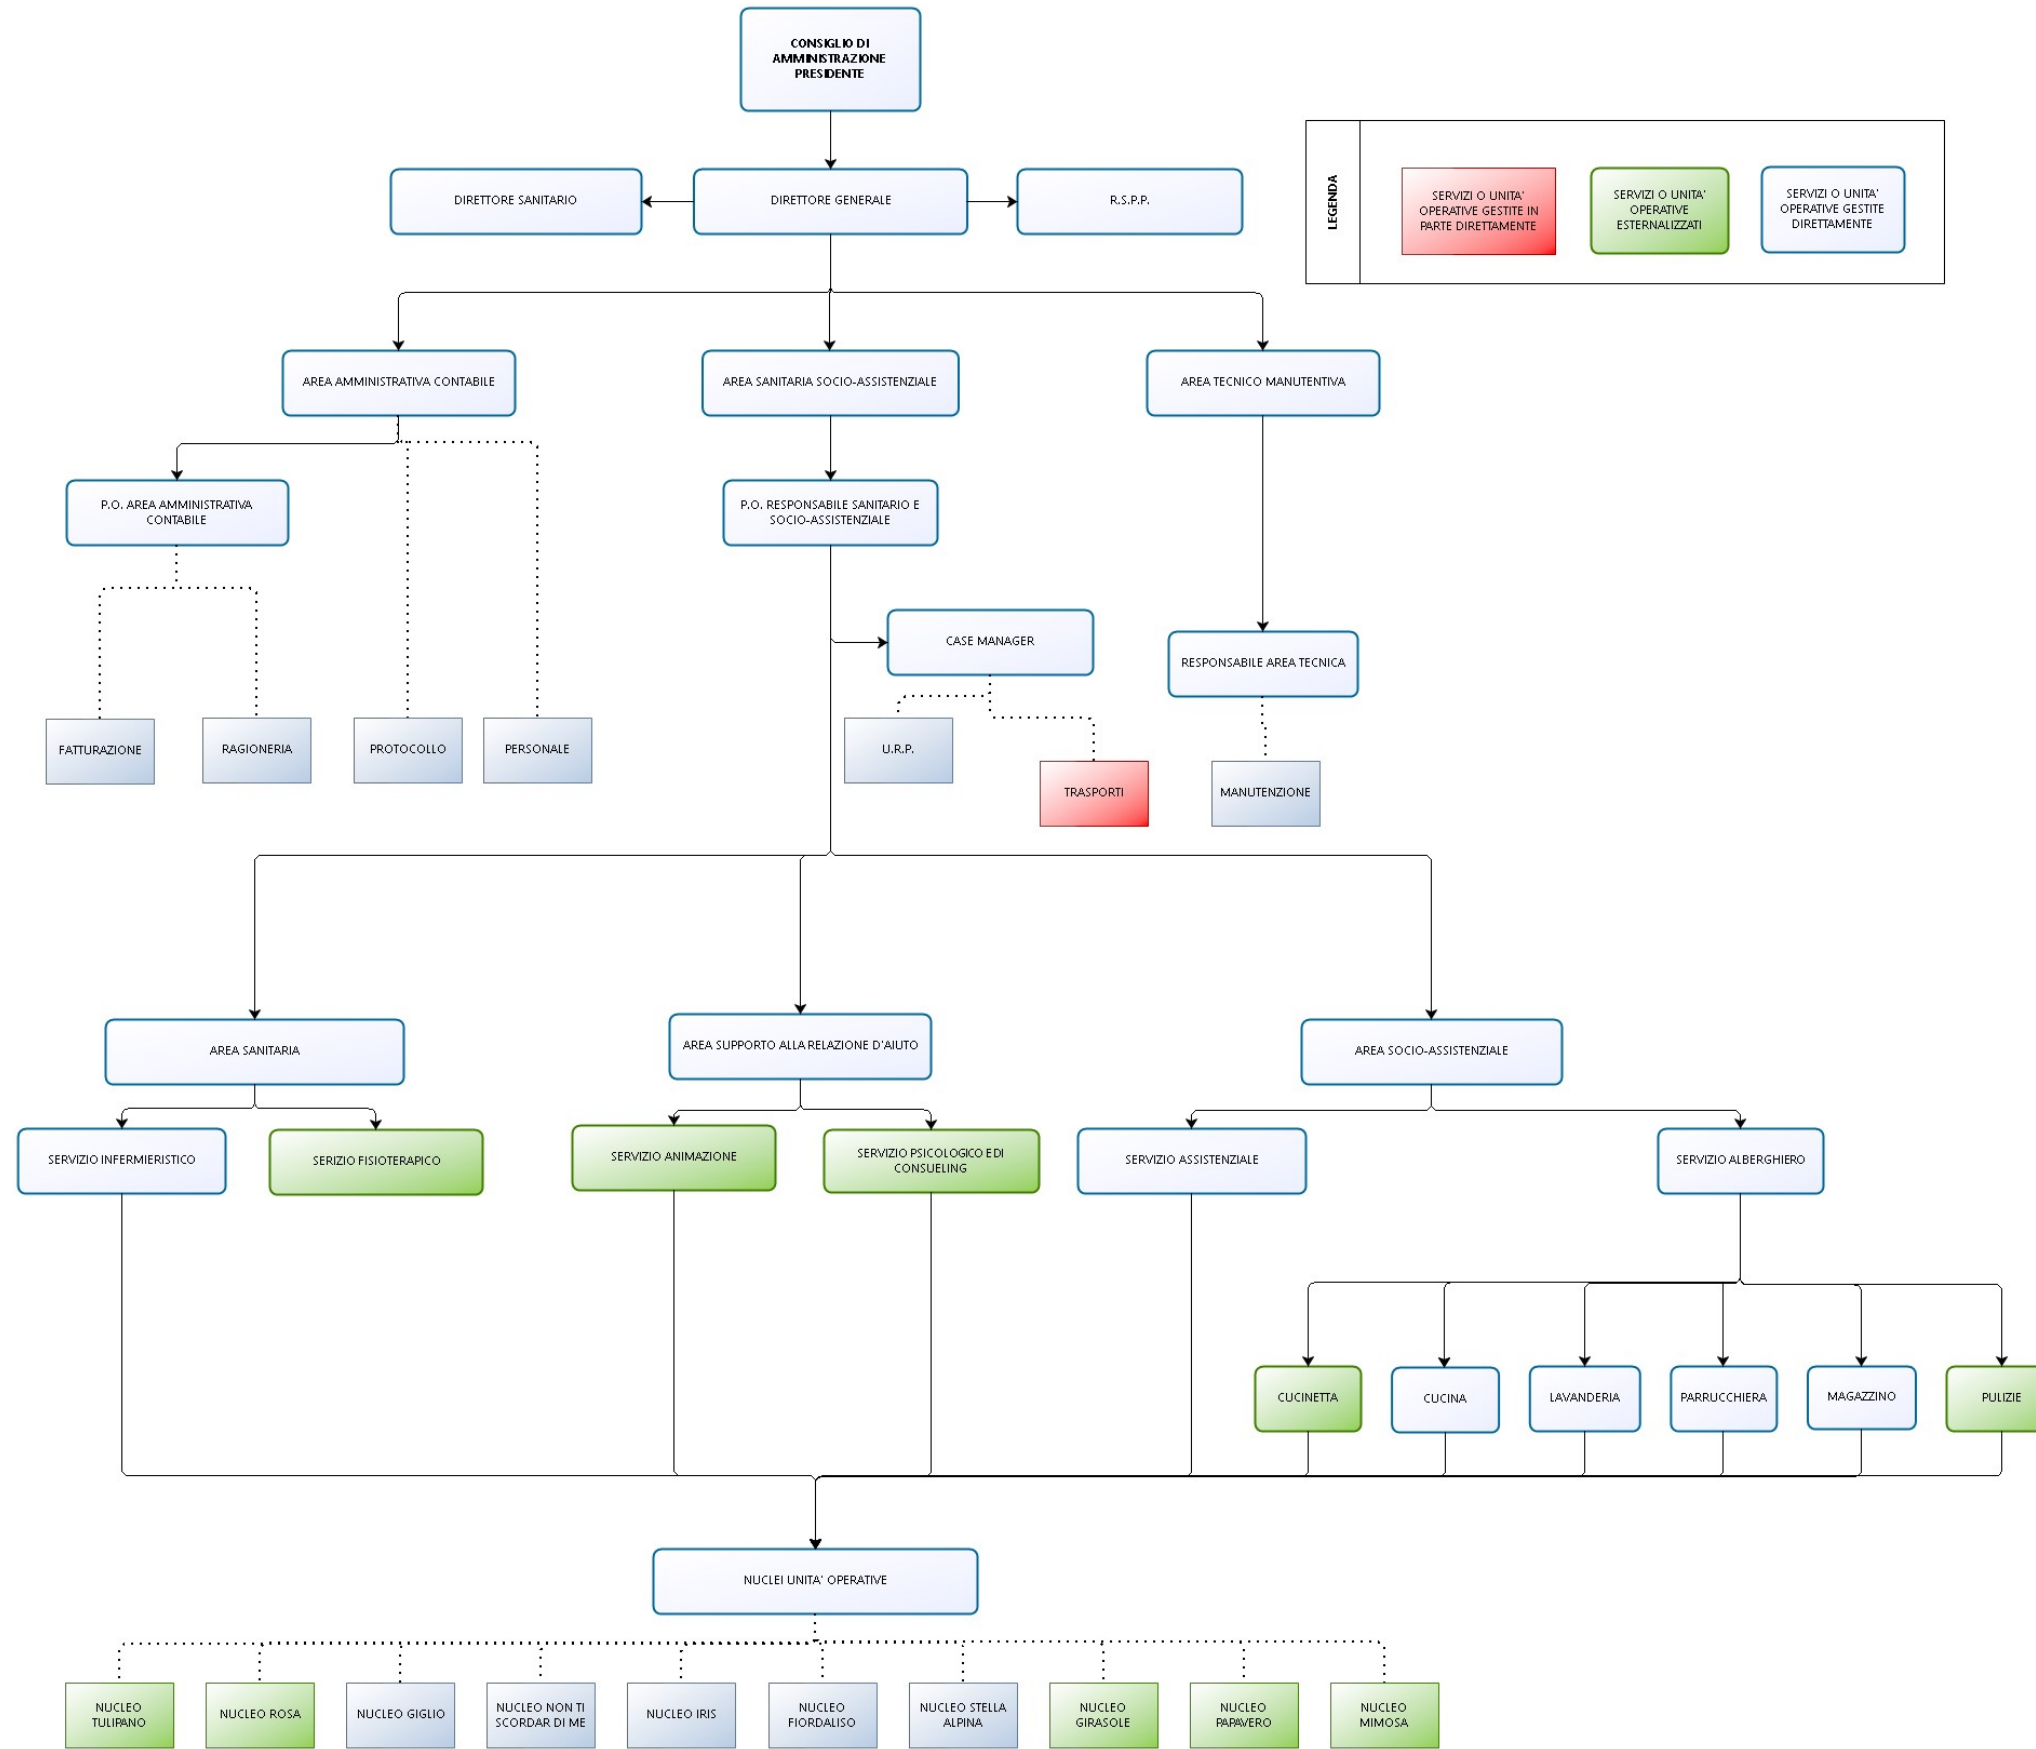 CONSIGLIO DI
AMMINISTRAZIONE
PRESIDENTE
DIRETTORE SANITARIO
DIRETTORE GENERALE
R.S.P.P.
LEGENDA
SERVIZI O UNITA'
OPERATIVE GESTITE IN
PARTE DIRETTAMENTE
SERVIZI O UNITA'
OPERATIVE
ESTERNALIZZATI
SERVIZI O UNITA'
OPERATIVE GESTITE
DIRETTAMENTE
AREA AMMINISTRATIVA CONTABILE
AREA SANITARIA SOCIO-ASSISTENZIALE
AREA TECNICO MANUTENTIVA
P.O. AREA AMMINISTRATIVA
CONTABILE
P.O. RESPONSABILE SANITARIO E
SOCIO-ASSISTENZIALE
CASE MANAGER
RESPONSABILE AREA TECNICA
FATTURAZIONE
RAGIONERIA
PROTOCOLLO
PERSONALE
U.R.P.
TRASPORTI
MANUTENZIONE
AREA SANITARIA
AREA SUPPORTO ALLA RELAZIONE D'AIUTO
AREA SOCIO-ASSISTENZIALE
SERVIZIO INFERMIERISTICO
SERIZIO FISIOTERAPICO
SERVIZIO ANIMAZIONE
SERVIZIO PSICOLOGICO E DI
CONSUELING
SERVIZIO ASSISTENZIALE
SERVIZIO ALBERGHIERO
CUCINETTA
CUCINA
LAVANDERIA
PARRUCCHIERA
MAGAZZINO
PULIZIE
NUCLEI UNITA' OPERATIVE
NUCLEO
TULIPANO
NUCLEO ROSA
NUCLEO GIGLIO
NUCLEO NON TI
SCORDAR DI ME
NUCLEO IRIS
NUCLEO
FIORDALISO
NUCLEO STELLA
ALPINA
NUCLEO
GIRASOLE
NUCLEO
PAPAVERO
NUCLEO
MIMOSA